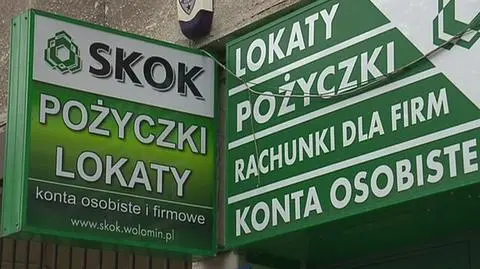 SKOK
POŻYCZKI
LOKATY
konta osobiste i firmowe
www.skok.wolomin.pl
LOKATY
POŻYCZKI
RACHUNKI DLA FIRM
KONTA OSOBISTE